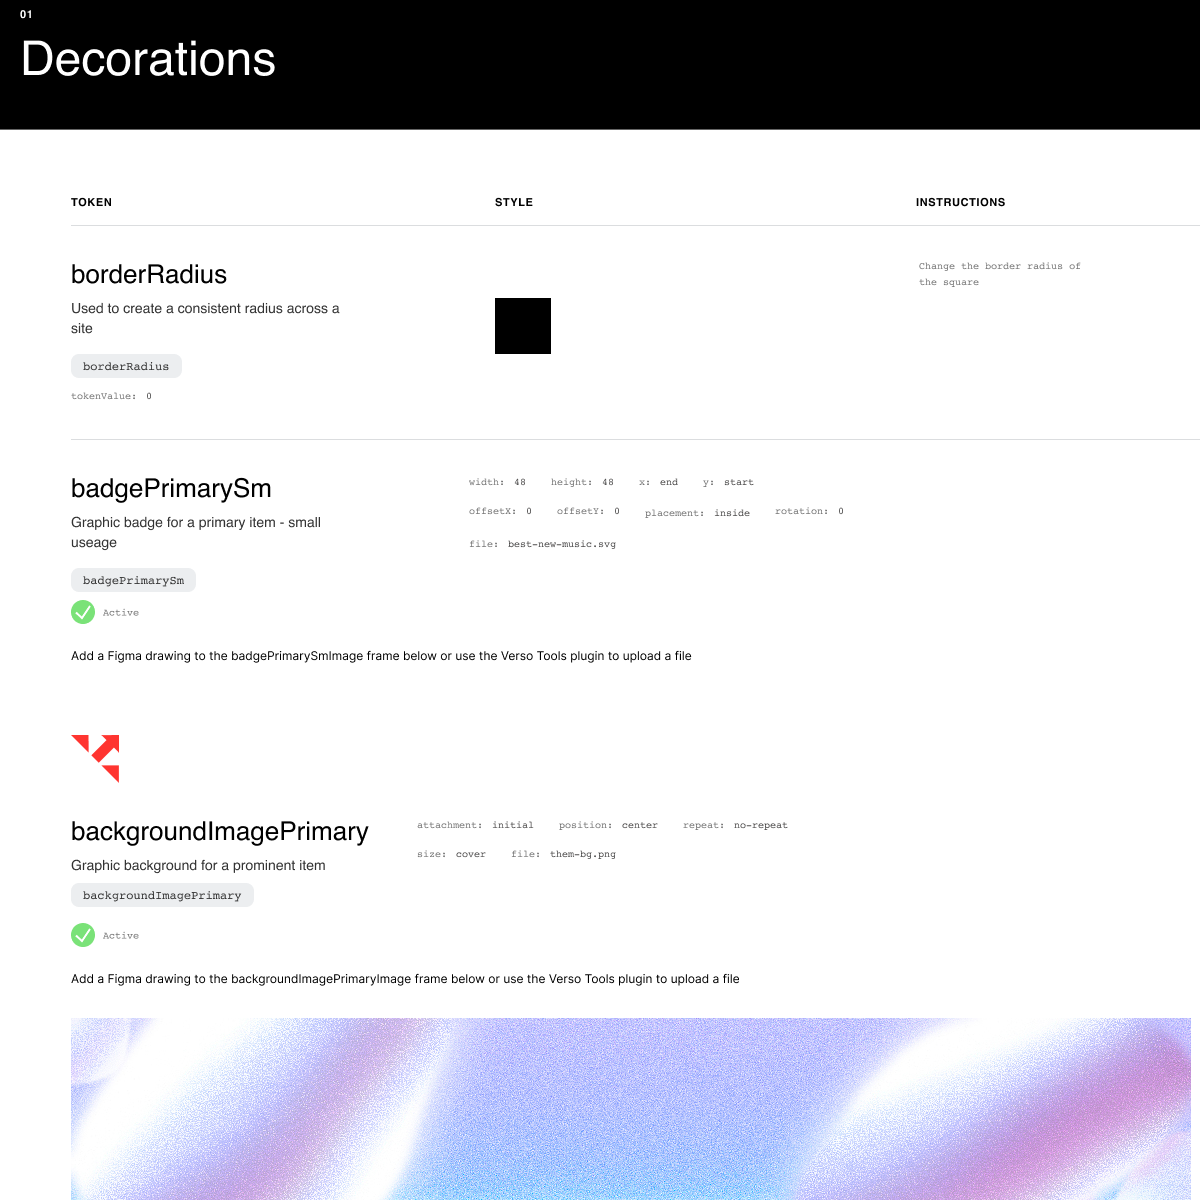 01
Decorations
TOKEN
STYLE
INSTRUCTIONS
borderRadius
Used to create a consistent radius across a
site
borderRadius
tokenValue: 0
Change the border radius of
the square
badgePrimarySm
Graphic badge for a primary item - small
useage
badgePrimarySm
Active
width: 48 height: 48 x: end y: start
offsetX: 0 offsetY: 0 placement: inside rotation: 0
file: best-new-music.svg
Add a Figma drawing to the badgePrimarySmImage frame below or use the Verso Tools plugin to upload a file
backgroundImagePrimary
Graphic background for a prominent item
backgroundImagePrimary
Active
attachment: initial position: center repeat: no-repeat
size: cover file: them-bg.png
Add a Figma drawing to the backgroundImagePrimaryImage frame below or use the Verso Tools plugin to upload a file